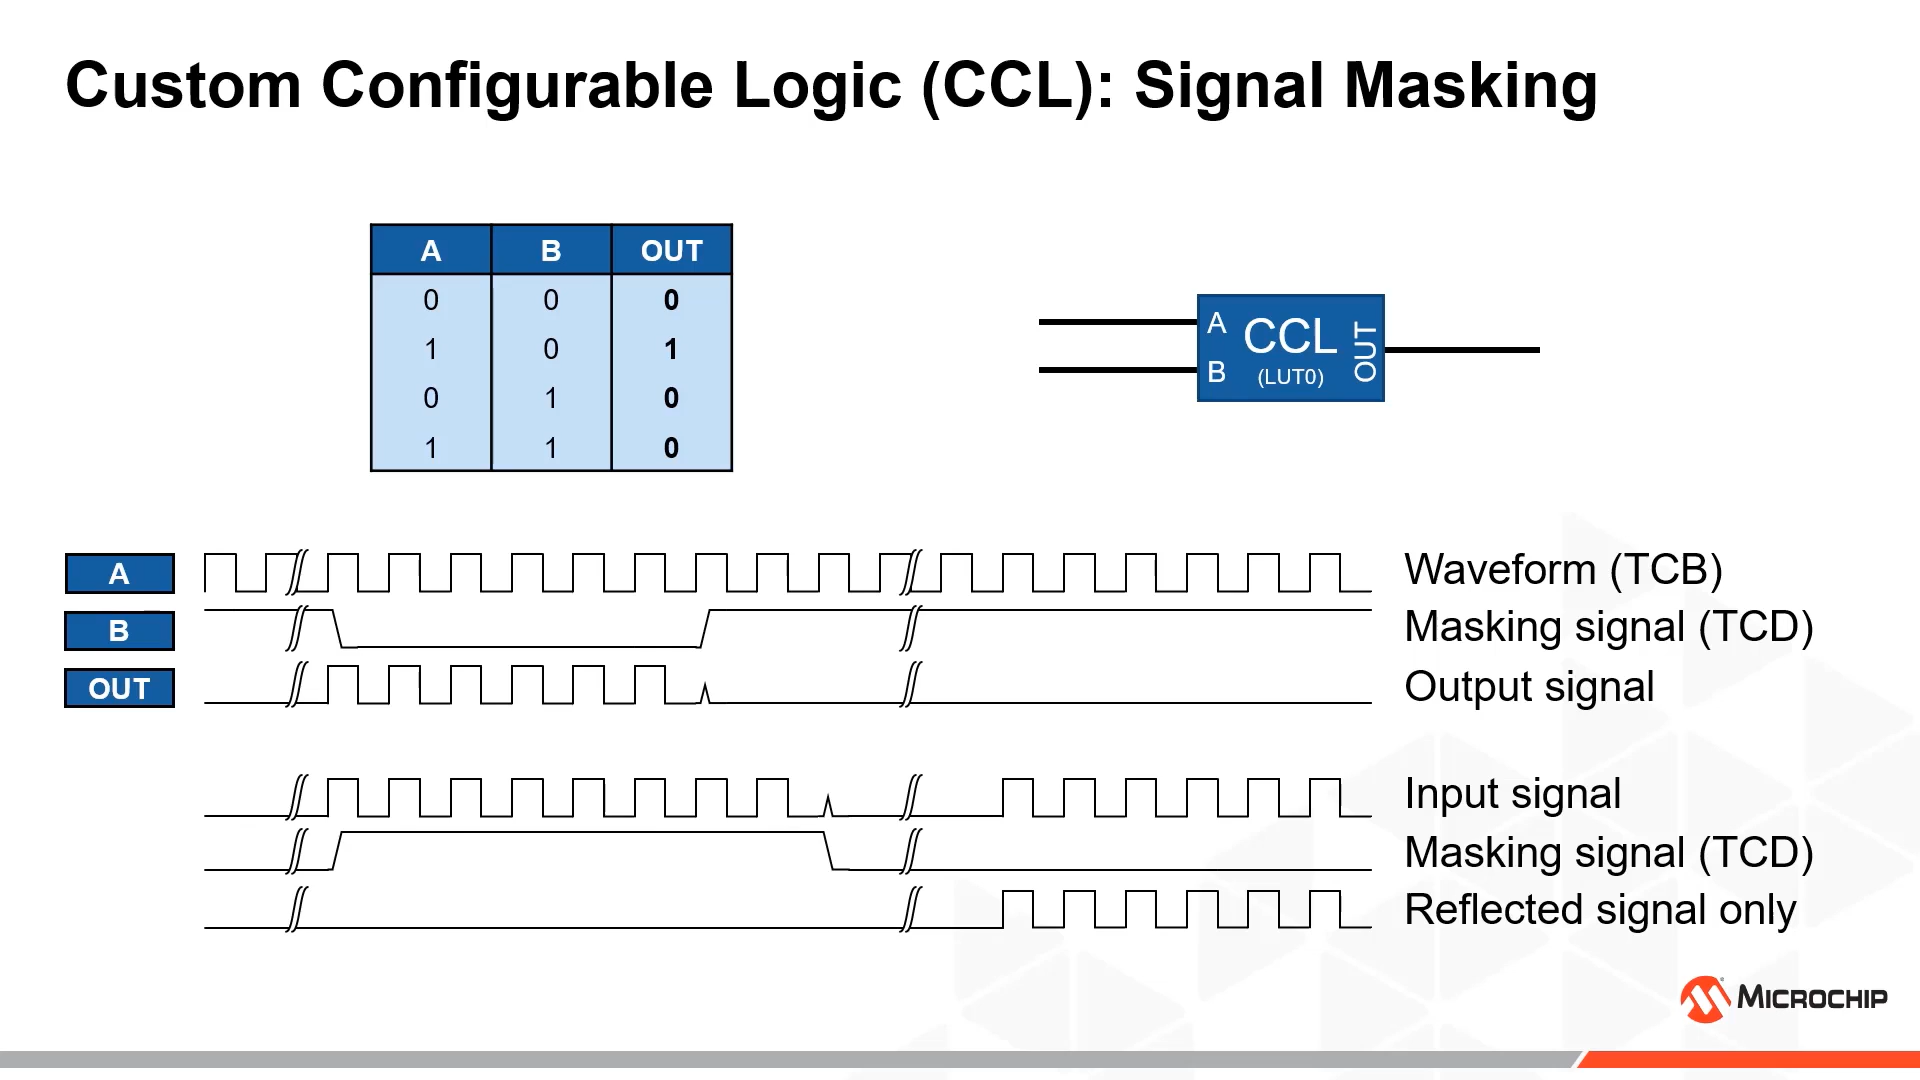 Custom Configurable Logic (CCL): Signal Masking
A B OUT
0 0 0
1 0 1
0 1 0
1 1 0
A CCL OUT
B (LUT0)
A Waveform (TCB)
B Masking signal (TCD)
OUT Output signal
Input signal
Masking signal (TCD)
Reflected signal only
MICROCHIP